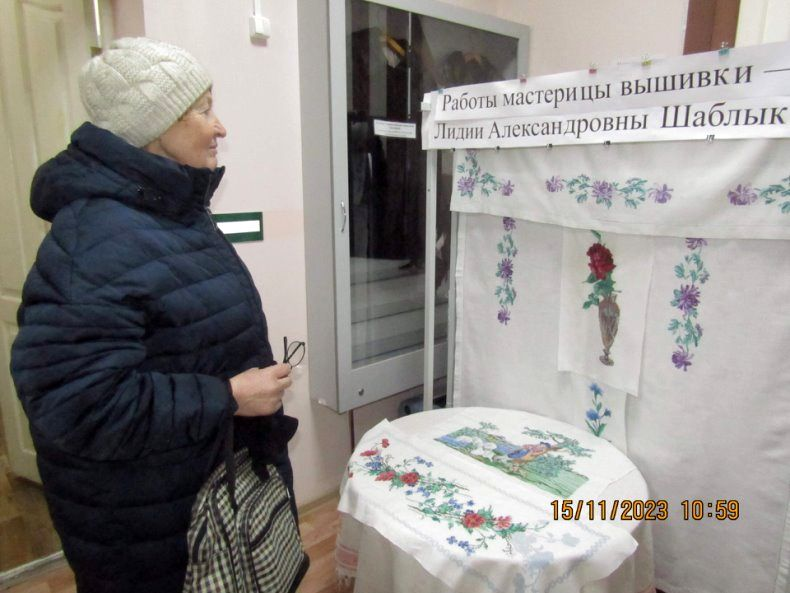 Работы мастерицы вышивки —
Лидии Александровны Шаблык
15/11/2023 10:59